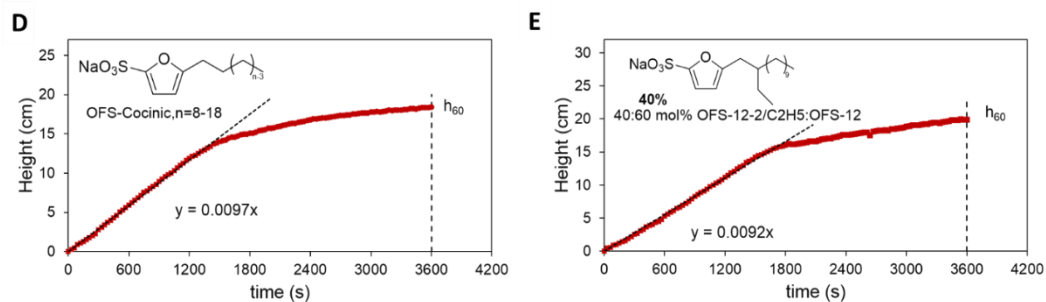 D
25
20
15
10
5
0
Height (cm)
NaO3S
O
n-3
OFS-Cocinic,n=8-18
y = 0.0097x
h60
0 600 1200 1800 2400 3000 3600 4200
time (s)
E
30
25
20
15
10
5
0
Height (cm)
NaO3S
O
9
40%
40:60 mol% OFS-12-2/C2H5:OFS-12
y = 0.0092x
h60
0 600 1200 1800 2400 3000 3600 4200
time (s)